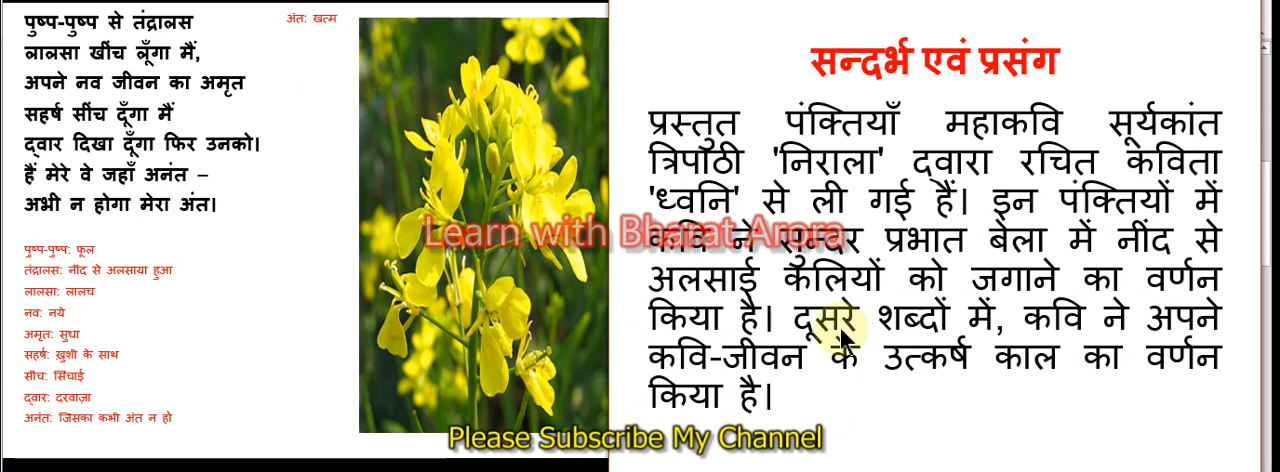 पुष्प-पुष्प से तंद्रालस
लालसा खींच लूँगा मैं,
अपने नव जीवन का अमृत
सहर्ष सींच दूँगा मैं
द्वार दिखा दूँगा फिर उनको।
हैं मेरे वे जहाँ अनंत –
अभी न होगा मेरा अंत।
अंत: खत्म
पुष्प-पुष्प: फूल
तंद्रालस: नींद से अलसाया हुआ
लालसा: लालच
नव: नये
अमृत: सुधा
सहर्ष: ख़ुशी के साथ
सींच: सिंचाई
द्वार: दरवाज़ा
अनंत: जिसका कभी अंत न हो
सन्दर्भ एवं प्रसंग
प्रस्तुत पंक्तियाँ महाकवि सूर्यकांत
त्रिपाठी 'निराला' द्वारा रचित कविता
'ध्वनि' से ली गई हैं। इन पंक्तियों में
कवि ने सुन्दर प्रभात बेला में नींद से
अलसाई कलियों को जगाने का वर्णन
किया है। दूसरे शब्दों में, कवि ने अपने
कवि-जीवन के उत्कर्ष काल का वर्णन
किया है।
Learn with Bharat Arora
Please Subscribe My Channel